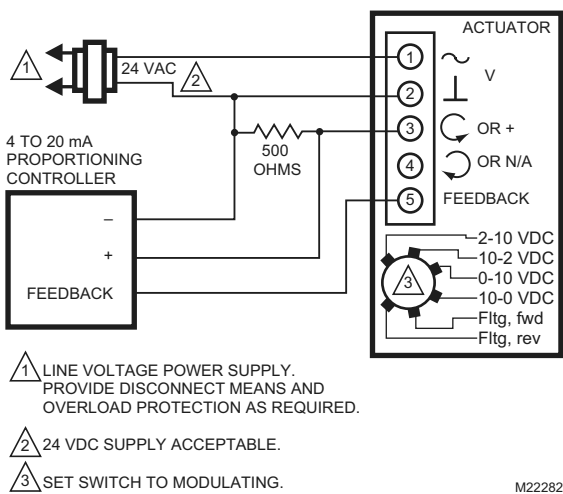 ACTUATOR
1
24 VAC
2
1
V
2
3
OR +
500
OHMS
4
OR N/A
5
FEEDBACK
4 TO 20 mA
PROPORTIONING
CONTROLLER
–
+
FEEDBACK
3
2-10 VDC
10-2 VDC
0-10 VDC
10-0 VDC
Fltg, fwd
Fltg, rev
1 LINE VOLTAGE POWER SUPPLY.
PROVIDE DISCONNECT MEANS AND
OVERLOAD PROTECTION AS REQUIRED.
2 24 VDC SUPPLY ACCEPTABLE.
3 SET SWITCH TO MODULATING.
M22282